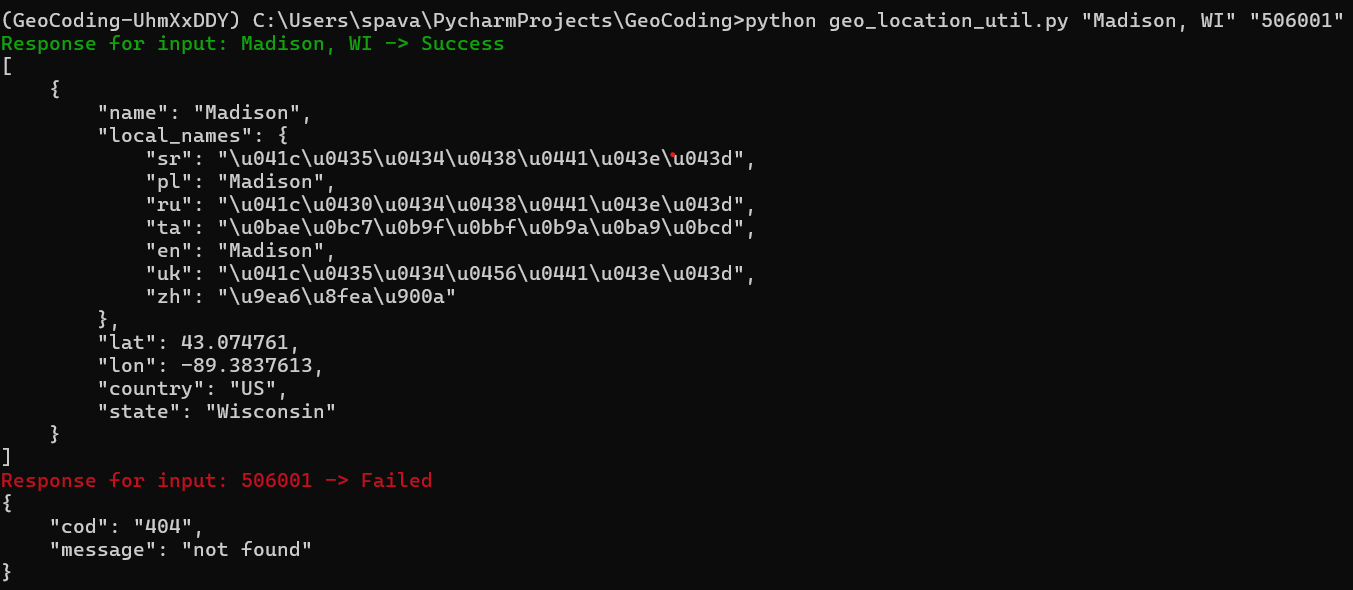 (GeoCoding-UhmXxDDY) C:\Users\spava\PycharmProjects\GeoCoding>python geo_location_util.py "Madison, WI" "506001"
Response for input: Madison, WI -> Success
[
    {
        "name": "Madison",
        "local_names": {
            "sr": "\u041c\u0435\u0434\u0438\u0441\u043e\u043d",
            "pl": "Madison",
            "ru": "\u041c\u0430\u0434\u0438\u0441\u043e\u043d",
            "ta": "\u0bae\u0bc7\u0b9f\u0bbf\u0b9a\u0ba9\u0bcd",
            "en": "Madison",
            "uk": "\u041c\u0435\u0434\u0456\u0441\u043e\u043d",
            "zh": "\u9ea6\u8fea\u900a"
        },
        "lat": 43.074761,
        "lon": -89.3837613,
        "country": "US",
        "state": "Wisconsin"
    }
]
Response for input: 506001 -> Failed
{
    "cod": "404",
    "message": "not found"
}